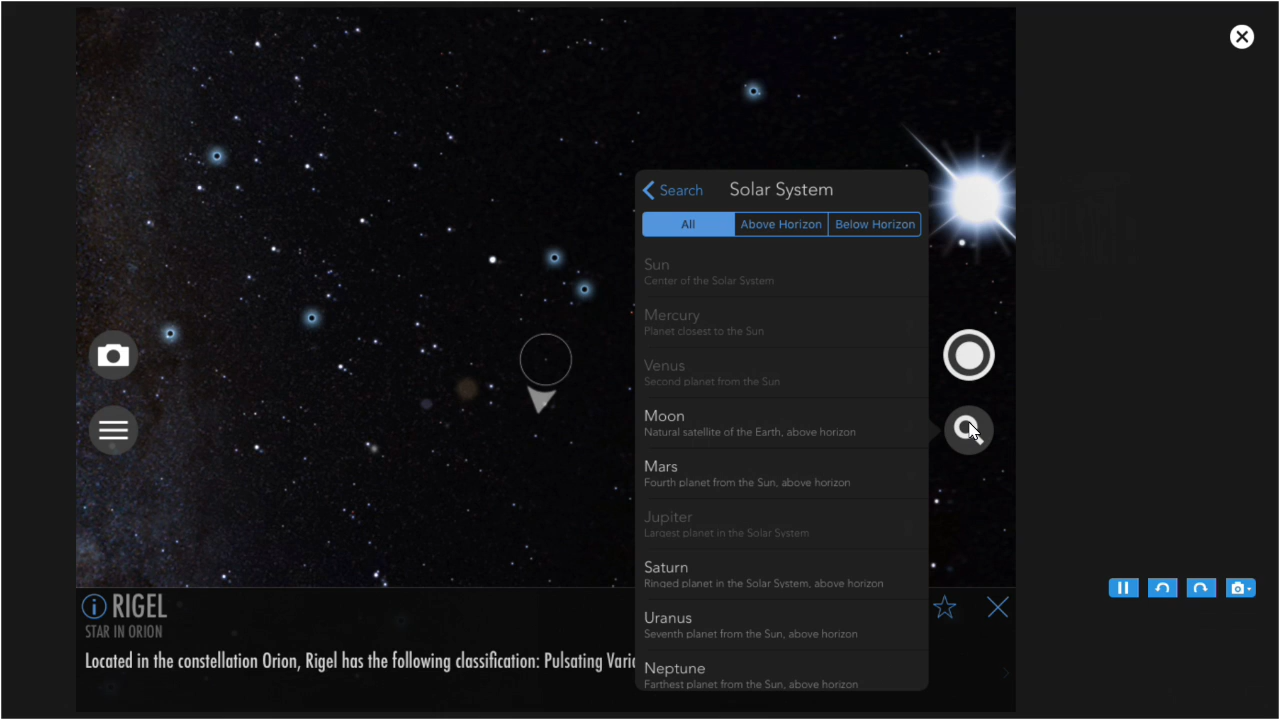 Search
Solar System
All
Above Horizon
Below Horizon
Sun
Center of the Solar System
Mercury
Planet closest to the Sun
Venus
Second planet from the Sun
Moon
Natural satellite of the Earth, above horizon
Mars
Fourth planet from the Sun, above horizon
Jupiter
Largest planet in the Solar System
Saturn
Ringed planet in the Solar System, above horizon
Uranus
Seventh planet from the Sun, above horizon
Neptune
Farthest planet from the Sun, above horizon
RIGEL
STAR IN ORION
Located in the constellation Orion, Rigel has the following classification: Pulsating